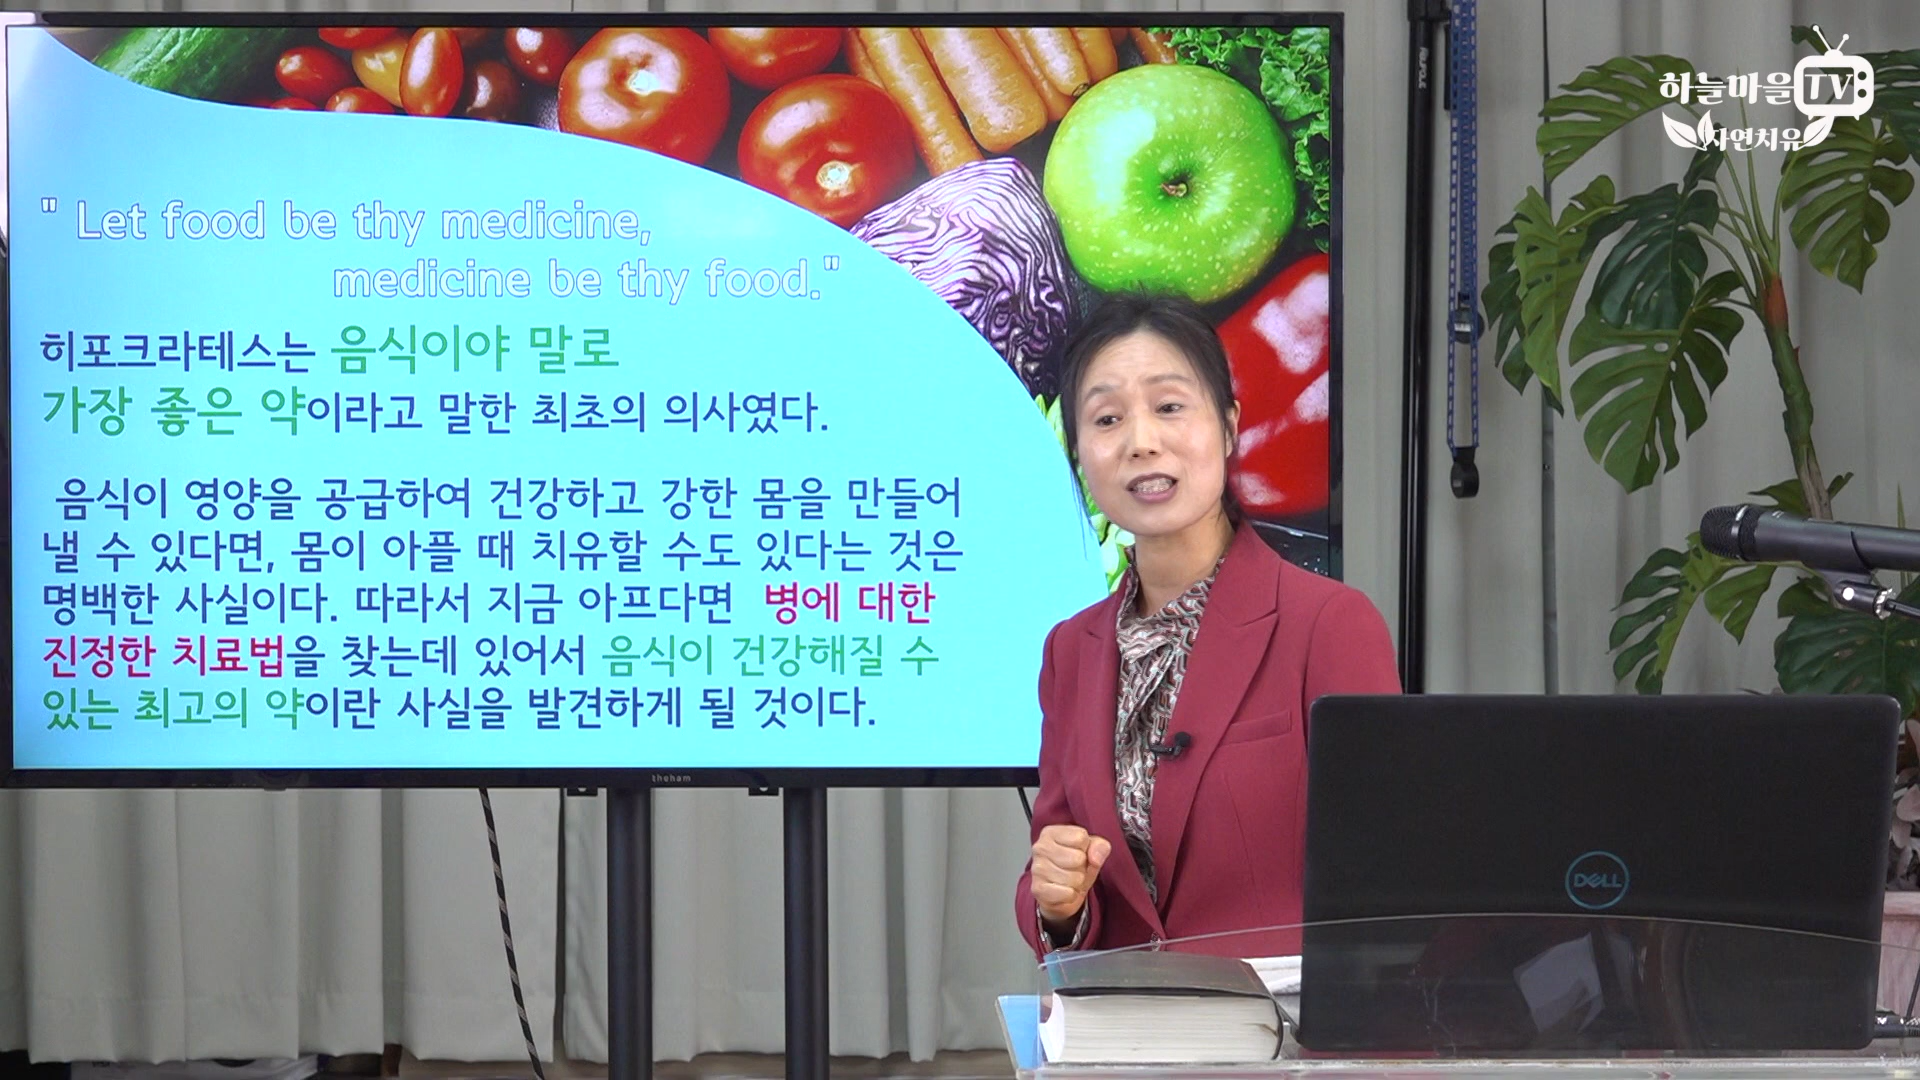 " Let food be thy medicine,
medicine be thy food."
히포크라테스는 음식이야 말로
가장 좋은 약이라고 말한 최초의 의사였다.
음식이 영양을 공급하여 건강하고 강한 몸을 만들어
낼 수 있다면, 몸이 아플 때 치유할 수도 있다는 것은
명백한 사실이다. 따라서 지금 아프다면 병에 대한
진정한 치료법을 찾는데 있어서 음식이 건강해질 수
있는 최고의 약이란 사실을 발견하게 될 것이다.
theham
하늘마을TV
자연치유
DELL